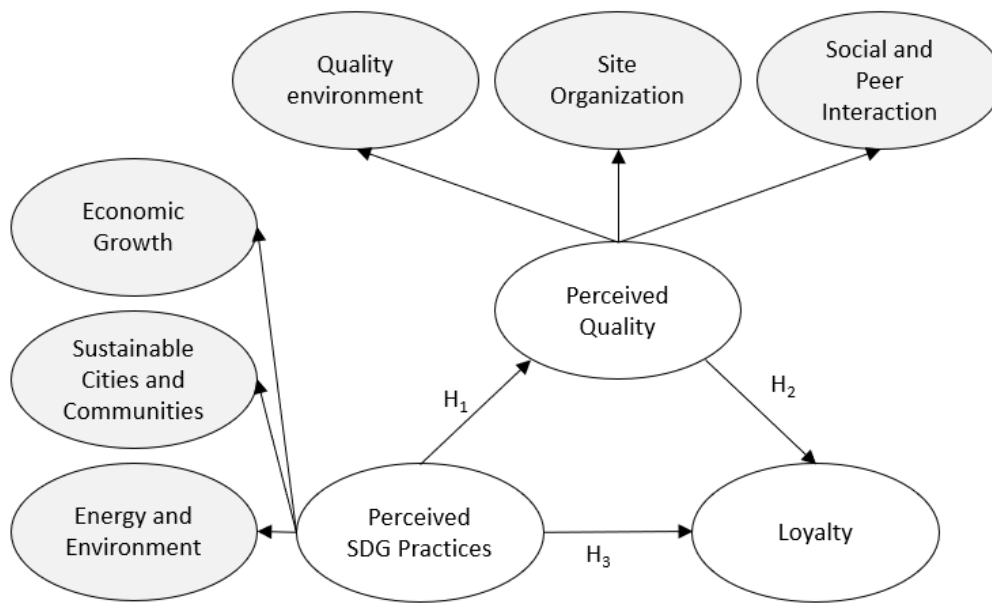 Quality
environment
Site
Organization
Social and
Peer
Interaction
Economic
Growth
Perceived
Quality
Sustainable
Cities and
Communities
H₁
H₂
Energy and
Environment
Perceived
SDG Practices
H₃
Loyalty